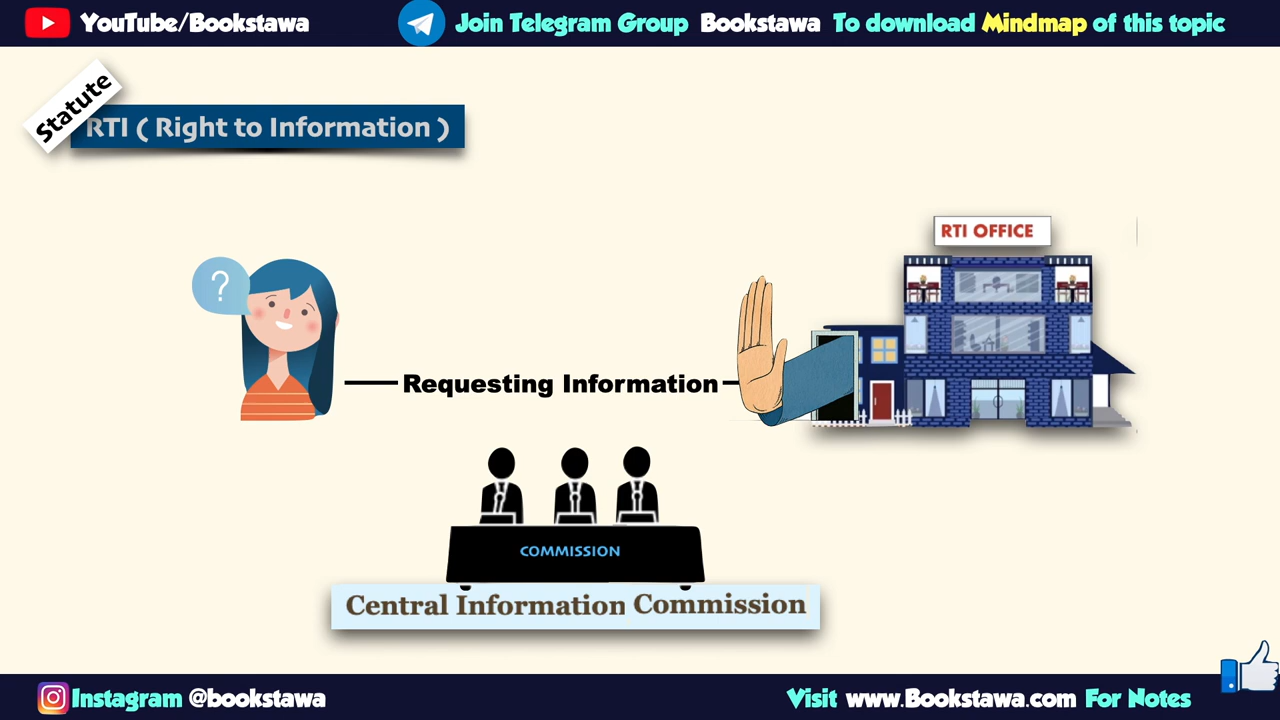 YouTube/Bookstawa
Join Telegram Group Bookstawa To download Mindmap of this topic
Statute
RTI ( Right to Information )
RTI OFFICE
?
Requesting Information
COMMISSION
Central Information Commission
Instagram @bookstawa
Visit www.Bookstawa.com For Notes